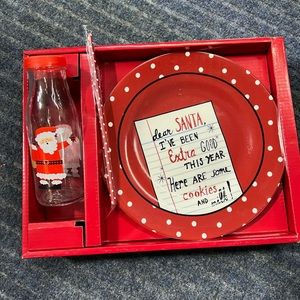 dear SANTA,
I'VE BEEN
Extra GOOD
THIS YEAR
Here ARE some
cookies
AND milk!